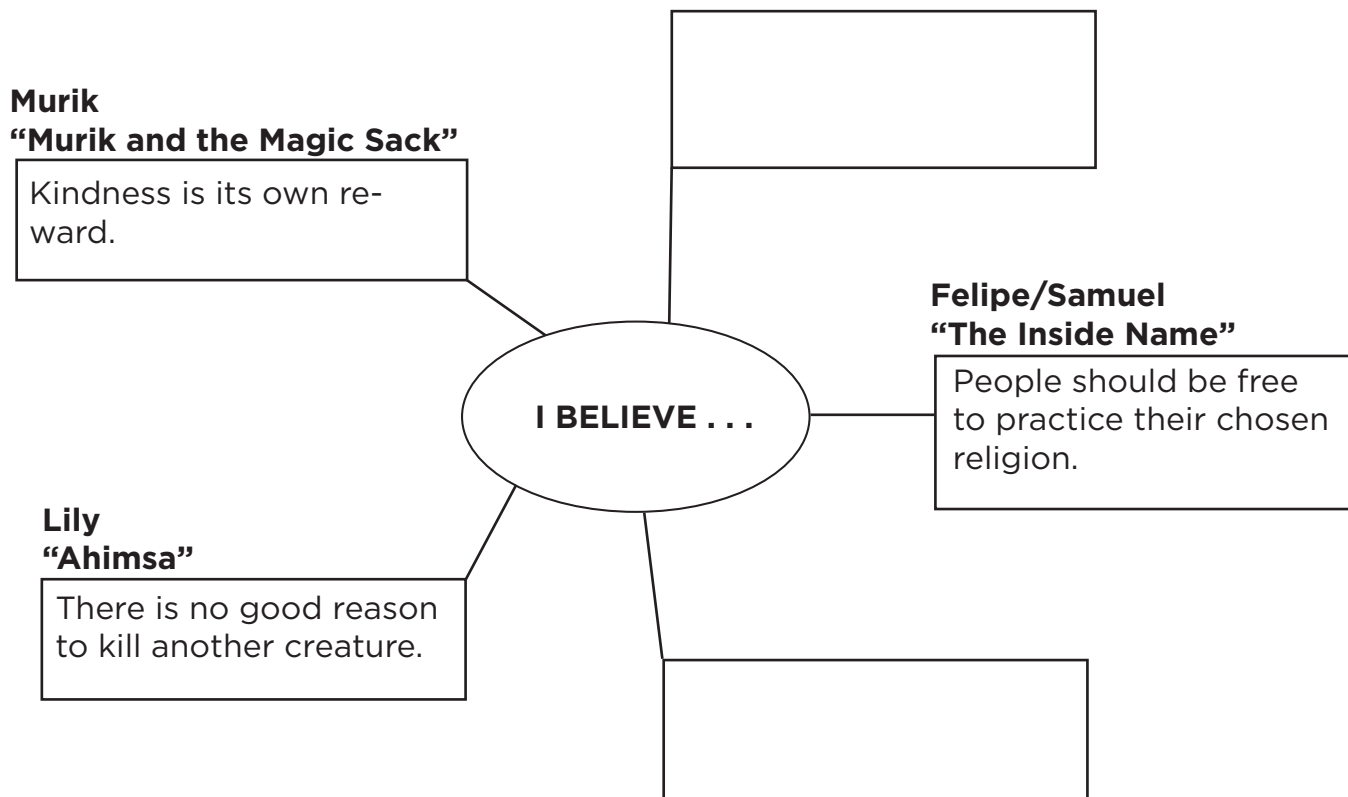 Murik
“Murik and the Magic Sack”
Kindness is its own re-
ward.
Felipe/Samuel
“The Inside Name”
People should be free
to practice their chosen
religion.
I BELIEVE . . .
Lily
“Ahimsa”
There is no good reason
to kill another creature.